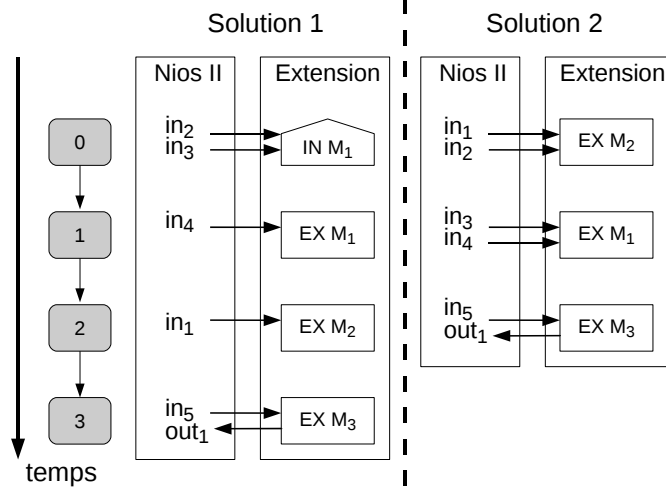 Solution 1
Solution 2
Nios II
Extension
Nios II
Extension
0
in2
in3
IN M1
in1
in2
EX M2
1
in4
EX M1
in3
in4
EX M1
2
in1
EX M2
in5
out1
EX M3
3
in5
out1
EX M3
temps